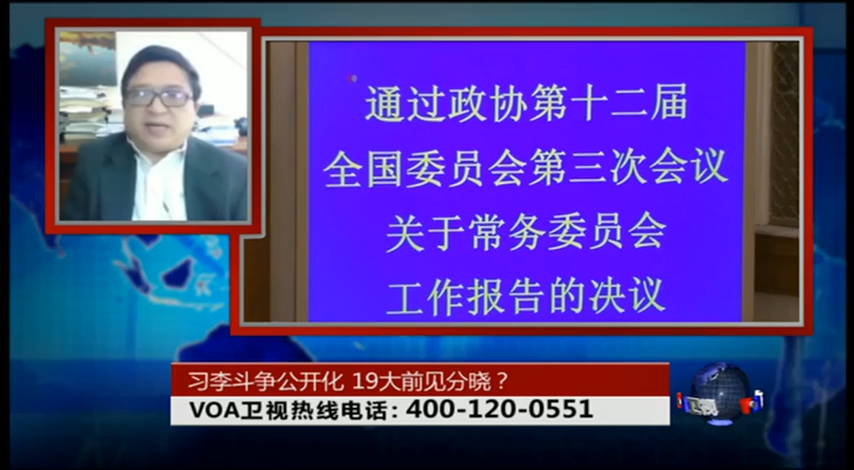 通过政协第十二届
全国委员会第三次会议
关于常务委员会
工作报告的决议
习李斗争公开化 19大前见分晓？
VOA卫视热线电话：400-120-0551